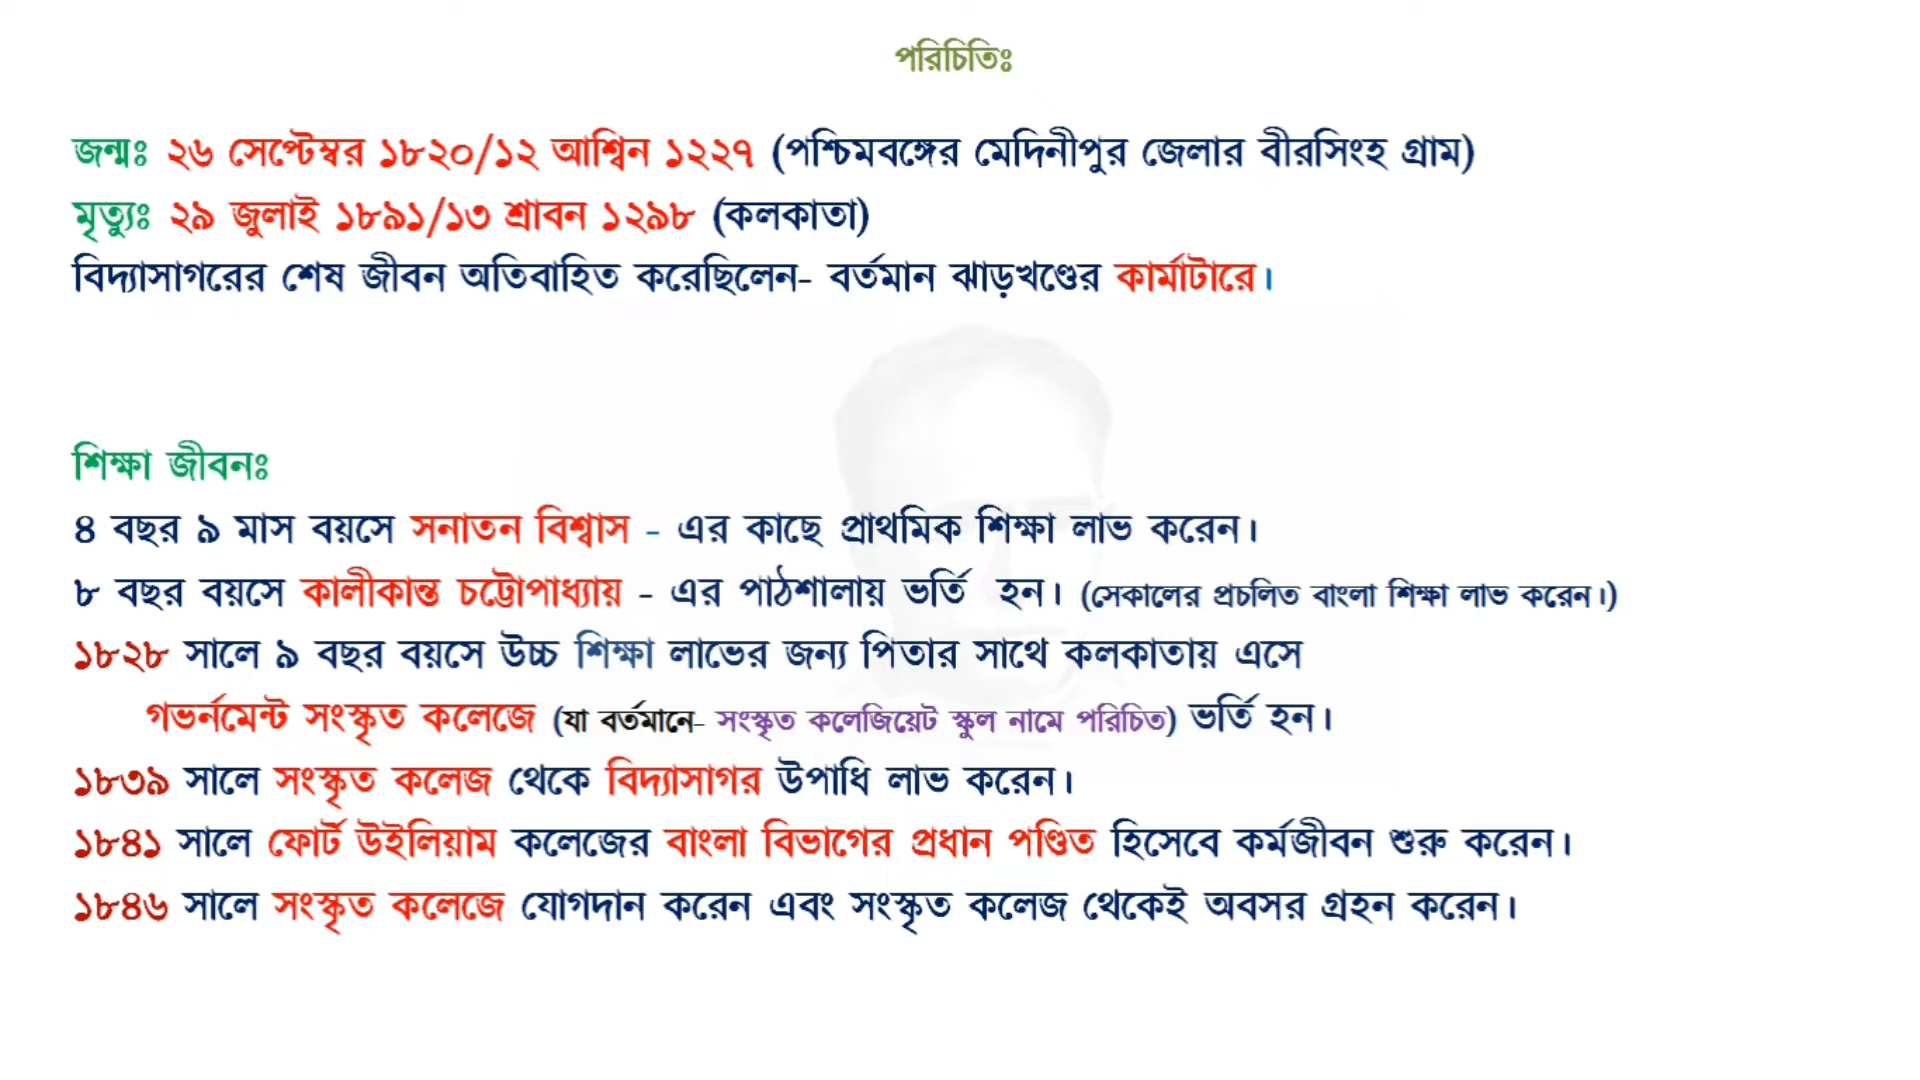 পরিচিতিঃ
জন্মঃ ২৬ সেপ্টেম্বর ১৮২০/১২ আশ্বিন ১২২৭ (পশ্চিমবঙ্গের মেদিনীপুর জেলার বীরসিংহ গ্রাম)
মৃত্যুঃ ২৯ জুলাই ১৮৯১/১৩ শ্রাবন ১২৯৮ (কলকাতা)
বিদ্যাসাগরের শেষ জীবন অতিবাহিত করেছিলেন- বর্তমান ঝাড়খণ্ডের কার্মাটারে।
শিক্ষা জীবনঃ
৪ বছর ৯ মাস বয়সে সনাতন বিশ্বাস - এর কাছে প্রাথমিক শিক্ষা লাভ করেন।
৮ বছর বয়সে কালীকান্ত চট্টোপাধ্যায় - এর পাঠশালায় ভর্তি হন। (সেকালের প্রচলিত বাংলা শিক্ষা লাভ করেন।)
১৮২৮ সালে ৯ বছর বয়সে উচ্চ শিক্ষা লাভের জন্য পিতার সাথে কলকাতায় এসে
গভর্নমেন্ট সংস্কৃত কলেজে (যা বর্তমানে- সংস্কৃত কলেজিয়েট স্কুল নামে পরিচিত) ভর্তি হন।
১৮৩৯ সালে সংস্কৃত কলেজ থেকে বিদ্যাসাগর উপাধি লাভ করেন।
১৮৪১ সালে ফোর্ট উইলিয়াম কলেজের বাংলা বিভাগের প্রধান পণ্ডিত হিসেবে কর্মজীবন শুরু করেন।
১৮৪৬ সালে সংস্কৃত কলেজে যোগদান করেন এবং সংস্কৃত কলেজ থেকেই অবসর গ্রহন করেন।